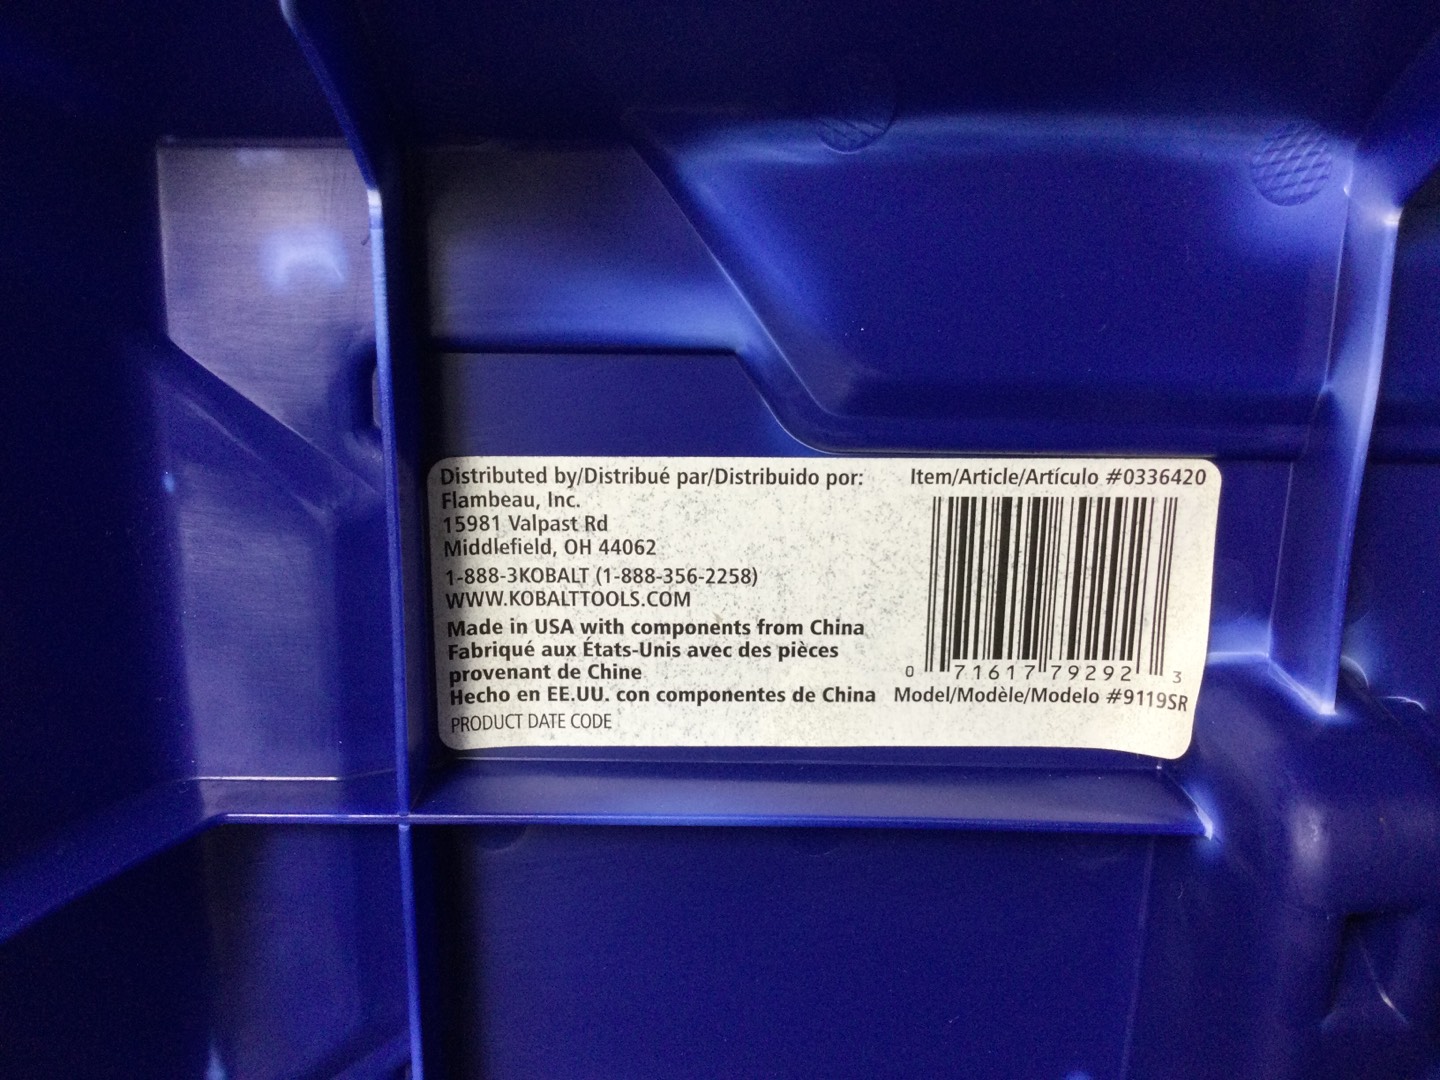 Distributed by/Distribué par/Distribuido por:
Flambeau, Inc.
15981 Valpast Rd
Middlefield, OH 44062
1-888-3KOBALT (1-888-356-2258)
WWW.KOBALTTOOLS.COM
Made in USA with components from China
Fabriqué aux États-Unis avec des pièces
provenant de Chine
Hecho en EE.UU. con componentes de China
PRODUCT DATE CODE
Item/Article/Artículo #0336420
0 71617 79292 3
Model/Modèle/Modelo #9119SR